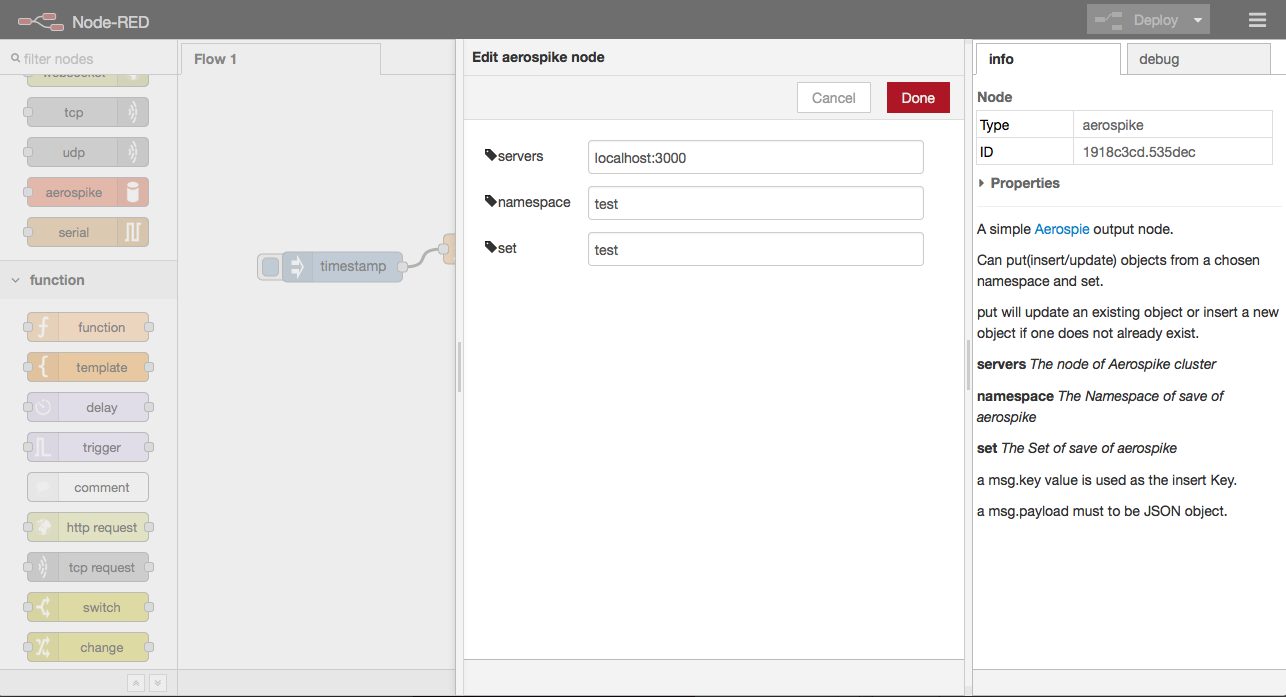 Node-RED
Deploy
filter nodes
websocket
tcp
udp
aerospike
serial
function
function
template
delay
trigger
comment
http request
tcp request
switch
change
Flow 1
timestamp
Edit aerospike node
Cancel
Done
servers
localhost:3000
namespace
test
set
test
info
debug
Node
Type
aerospike
ID
1918c3cd.535dec
Properties
A simple Aerospie output node.
Can put(insert/update) objects from a chosen
namespace and set.
put will update an existing object or insert a new
object if one does not already exist.
servers The node of Aerospike cluster
namespace The Namespace of save of
aerospike
set The Set of save of aerospike
a msg.key value is used as the insert Key.
a msg.payload must to be JSON object.